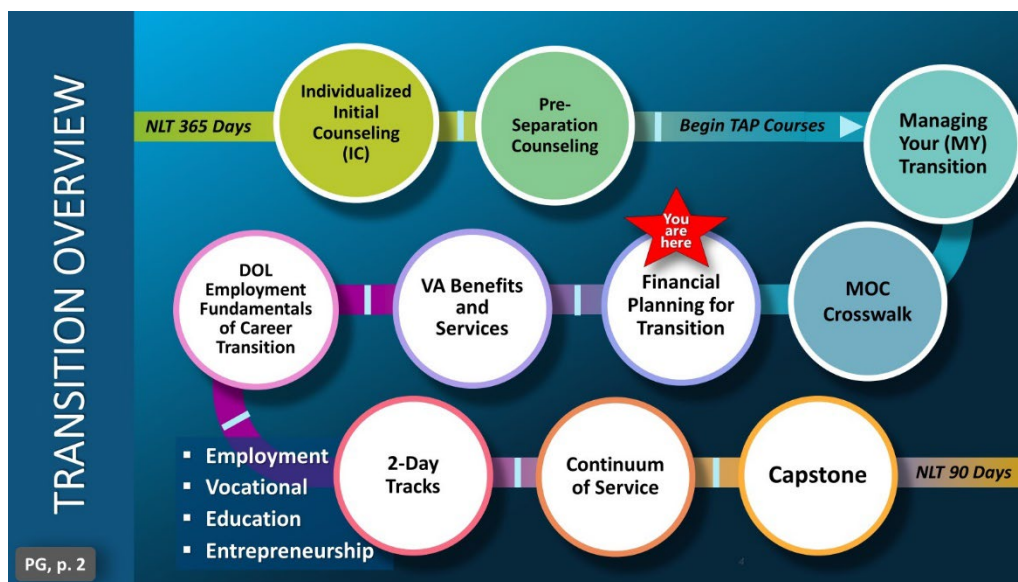 TRANSITION OVERVIEW
NLT 365 Days
Individualized
Initial
Counseling
(IC)
Pre-
Separation
Counseling
Begin TAP Courses
Managing
Your (MY)
Transition
MOC
Crosswalk
You
are
here
Financial
Planning for
Transition
VA Benefits
and
Services
DOL
Employment
Fundamentals
of Career
Transition
▪ Employment
▪ Vocational
▪ Education
▪ Entrepreneurship
2-Day
Tracks
Continuum
of Service
Capstone
NLT 90 Days
PG, p. 2
4